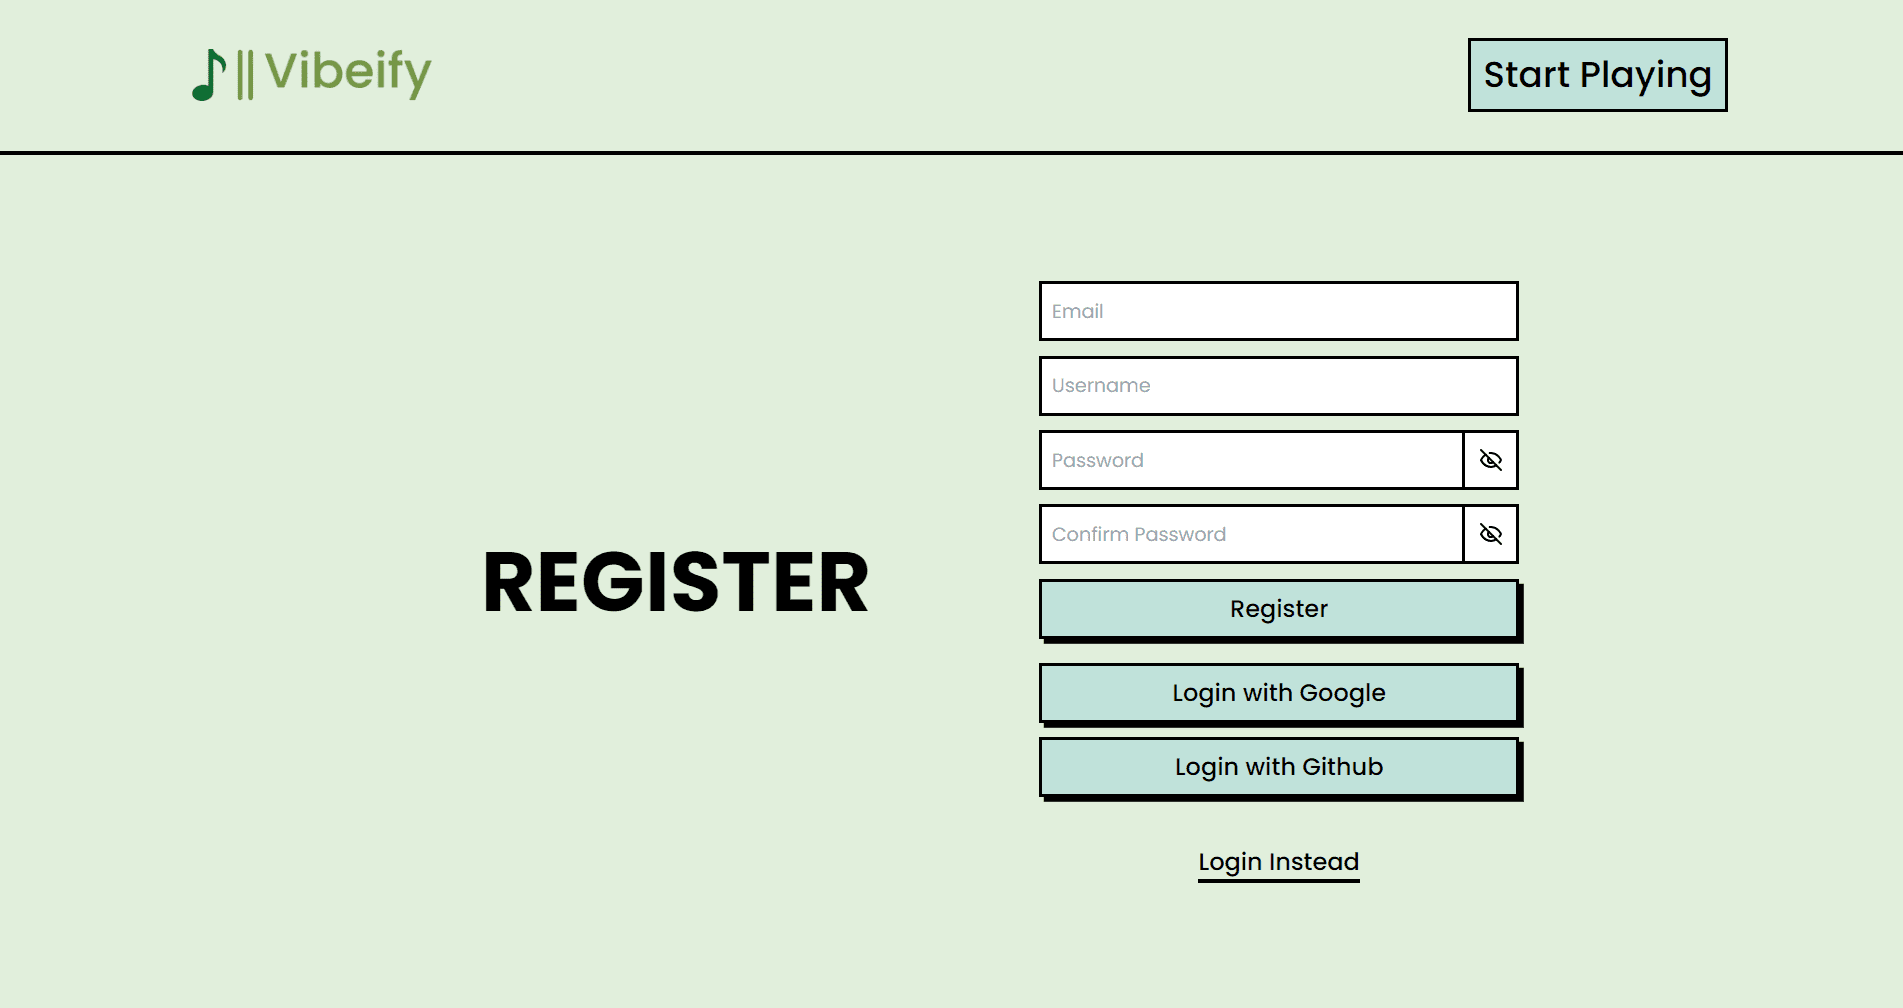 Vibeify
Start Playing
REGISTER
Email
Username
Password
Confirm Password
Register
Login with Google
Login with Github
Login Instead